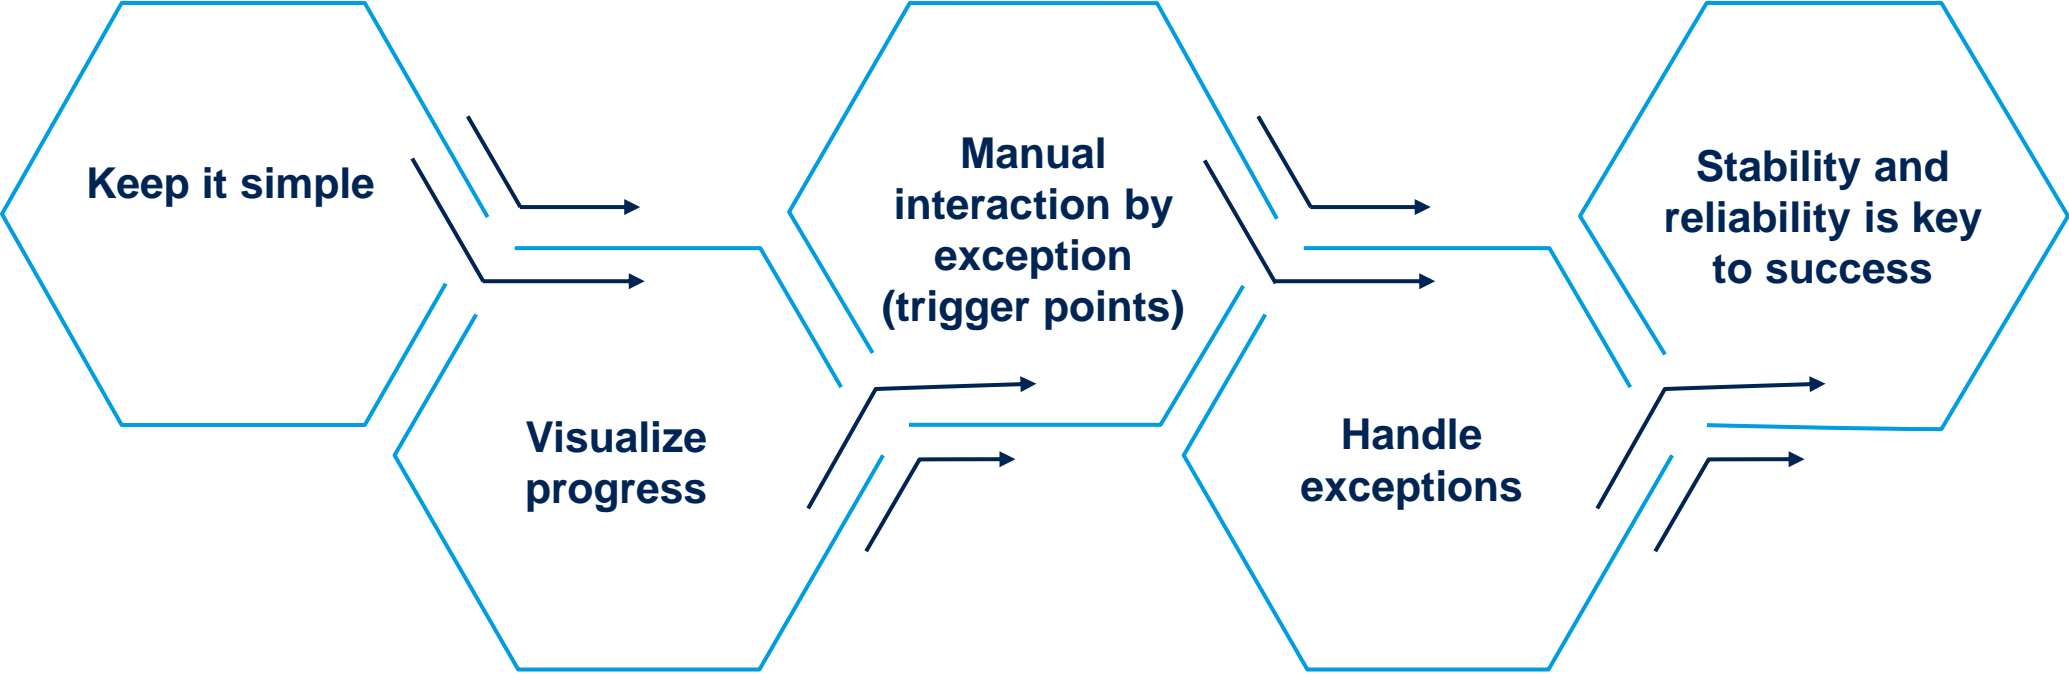 Keep it simple
Visualize
progress
Manual
interaction by
exception
(trigger points)
Handle
exceptions
Stability and
reliability is key
to success